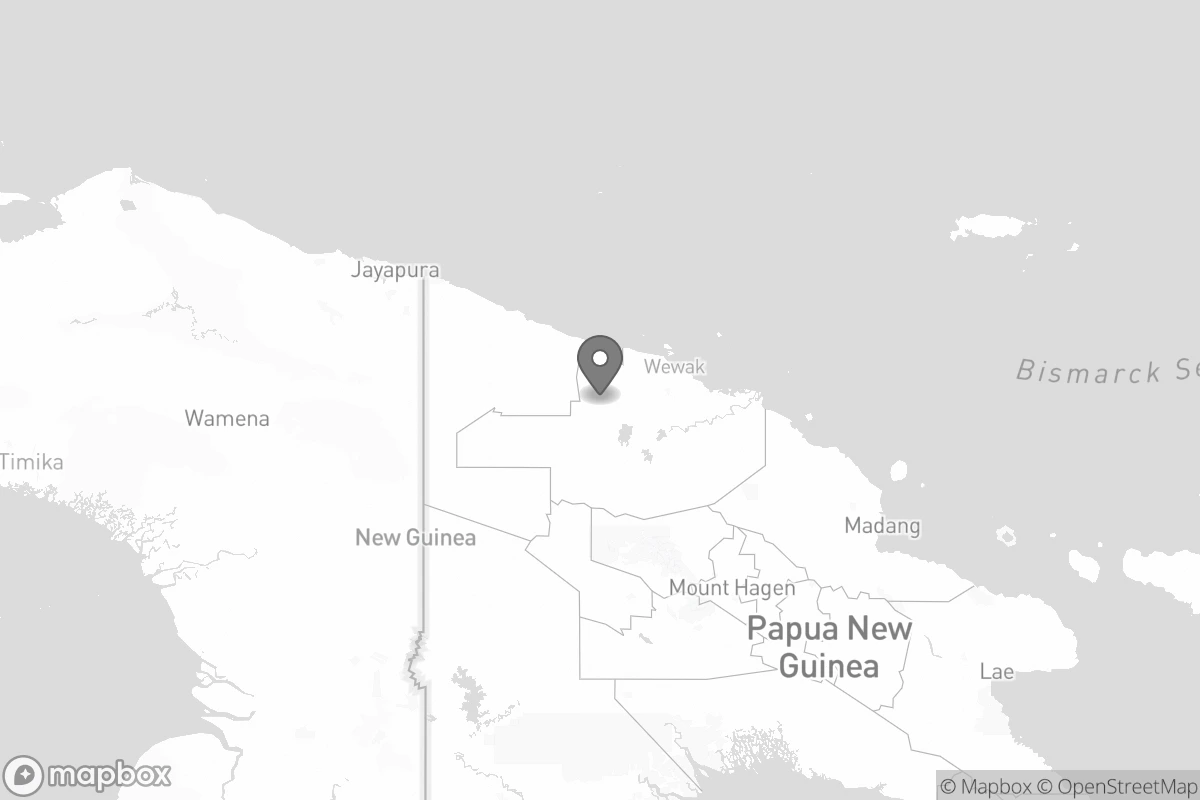 Jayapura
Wewak
Bismarck Se
Wamena
Timika
Madang
New Guinea
Mount Hagen
Papua New
Guinea
Lae
mapbox
© Mapbox © OpenStreetMap